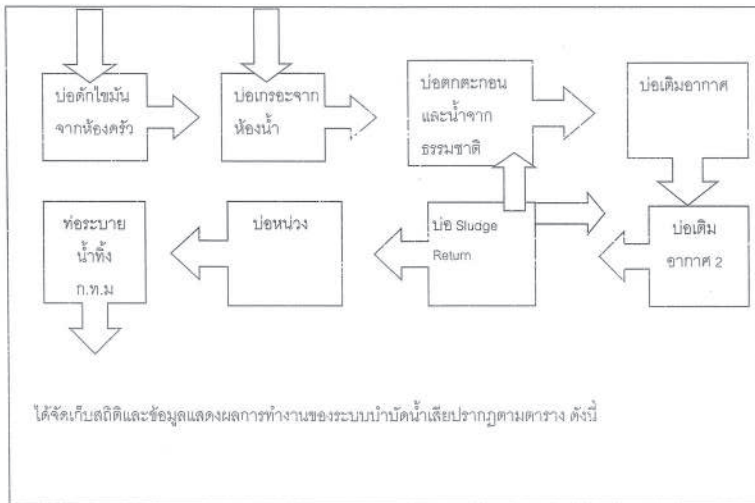 บ่อดักไขมัน
จากห้องครัว
บ่อเกรอะจาก
ห้องน้ำ
บ่อตกตะกอน
และน้ำจาก
ธรรมชาติ
บ่อเติมอากาศ
ท่อระบาย
น้ำทิ้ง
ก.ท.ม
บ่อหน่วง
บ่อ Sludge
Return
บ่อเติม
อากาศ 2
ได้จัดเก็บสถิติและข้อมูลแสดงผลการทำงานของระบบบำบัดน้ำเสียปรากฏตามตาราง ดังนี้